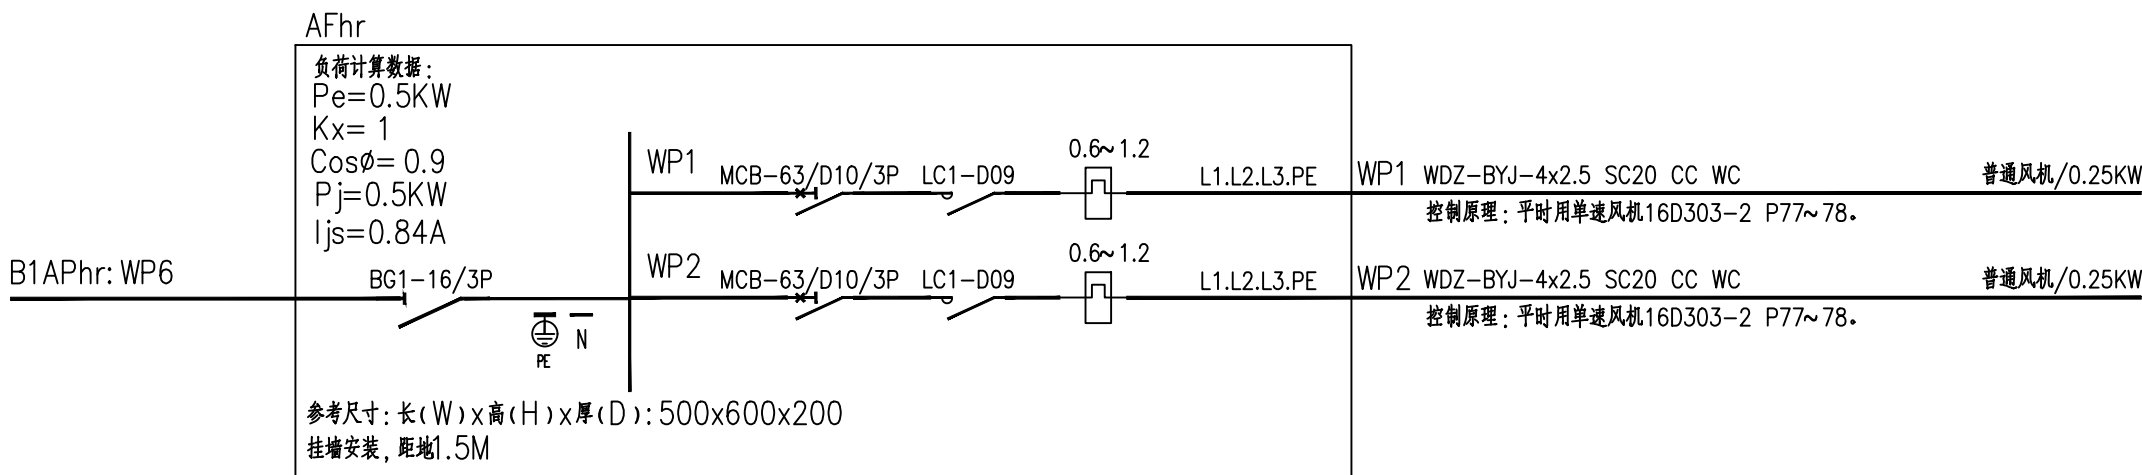 AFhr
负荷计算数据:
Pe=0.5KW
Kx= 1
CosØ= 0.9
Pj=0.5KW
Ijs=0.84A
B1APhr: WP6
BG1-16/3P
PE
N
WP1
MCB-63/D10/3P
LC1-D09
0.6~1.2
L1.L2.L3.PE
WP1 WDZ-BYJ-4x2.5 SC20 CC WC
普通风机/0.25KW
控制原理: 平时用单速风机16D303-2 P77~78。
WP2
MCB-63/D10/3P
LC1-D09
0.6~1.2
L1.L2.L3.PE
WP2 WDZ-BYJ-4x2.5 SC20 CC WC
普通风机/0.25KW
控制原理: 平时用单速风机16D303-2 P77~78。
参考尺寸: 长(W)x高(H)x厚(D): 500x600x200
挂墙安装, 距地1.5M